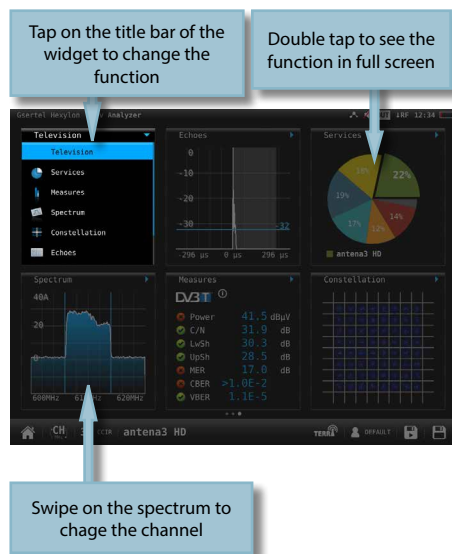 Tap on the title bar of the
widget to change the
function
Double tap to see the
function in full screen
Gsertel Hexylon
Analyzer
12:34
Television
Television
Services
Measures
Spectrum
Constellation
Echoes
Echoes
0
-10
-20
-30
-32
-296 µs 0 µs 296 µs
Services
22%
14%
12%
17%
19%
antena3 HD
Spectrum
40A
20
0
600MHz
620MHz
Measures
Power 41.5 dBµV
C/N 31.9 dB
LwSh 30.3 dB
UpSh 28.5 dB
MER 17.0 dB
CBER >1.0E-2
VBER 1.1E-5
Constellation
CH
CCIR antena3 HD
TERRA DEFAULT
Swipe on the spectrum to
chage the channel